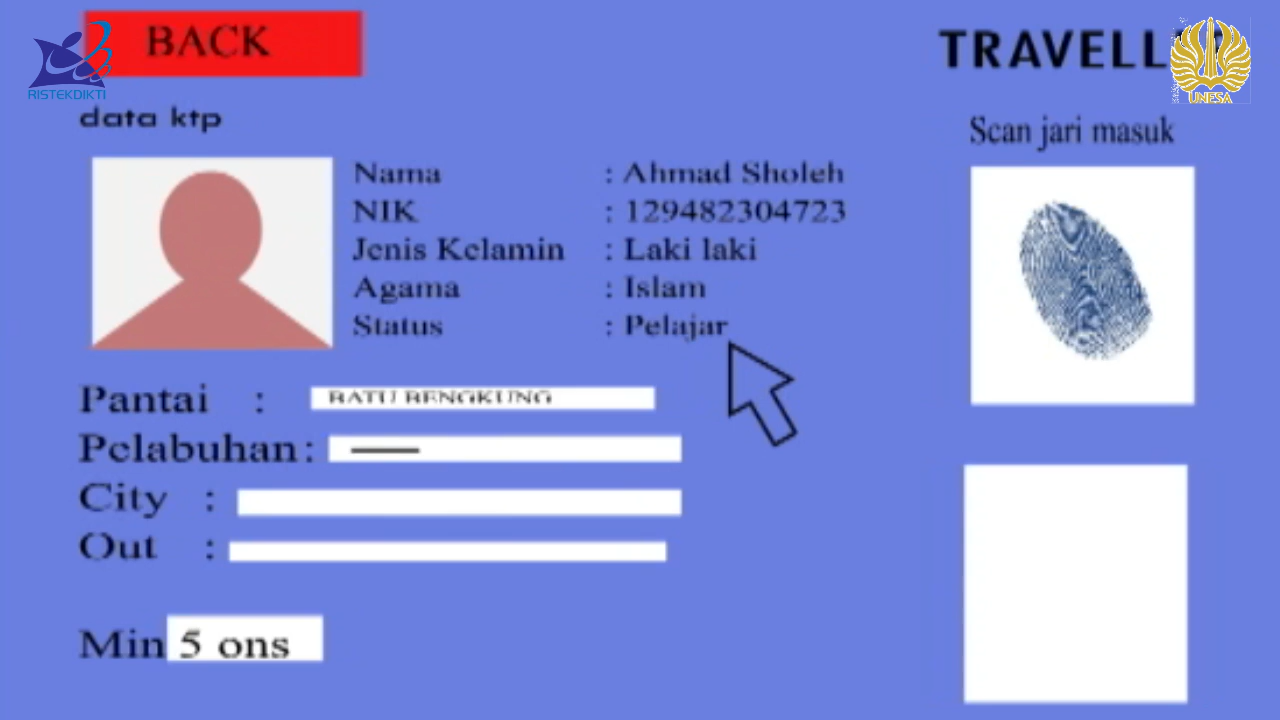 BACK
RISTEKDIKTI
TRAVELL
UNESA
data ktp
Scan jari masuk
Nama : Ahmad Sholeh
NIK : 129482304723
Jenis Kelamin : Laki laki
Agama : Islam
Status : Pelajar
Pantai : BATU BENGKUNG
Pelabuhan :
City :
Out :
Min 5 ons